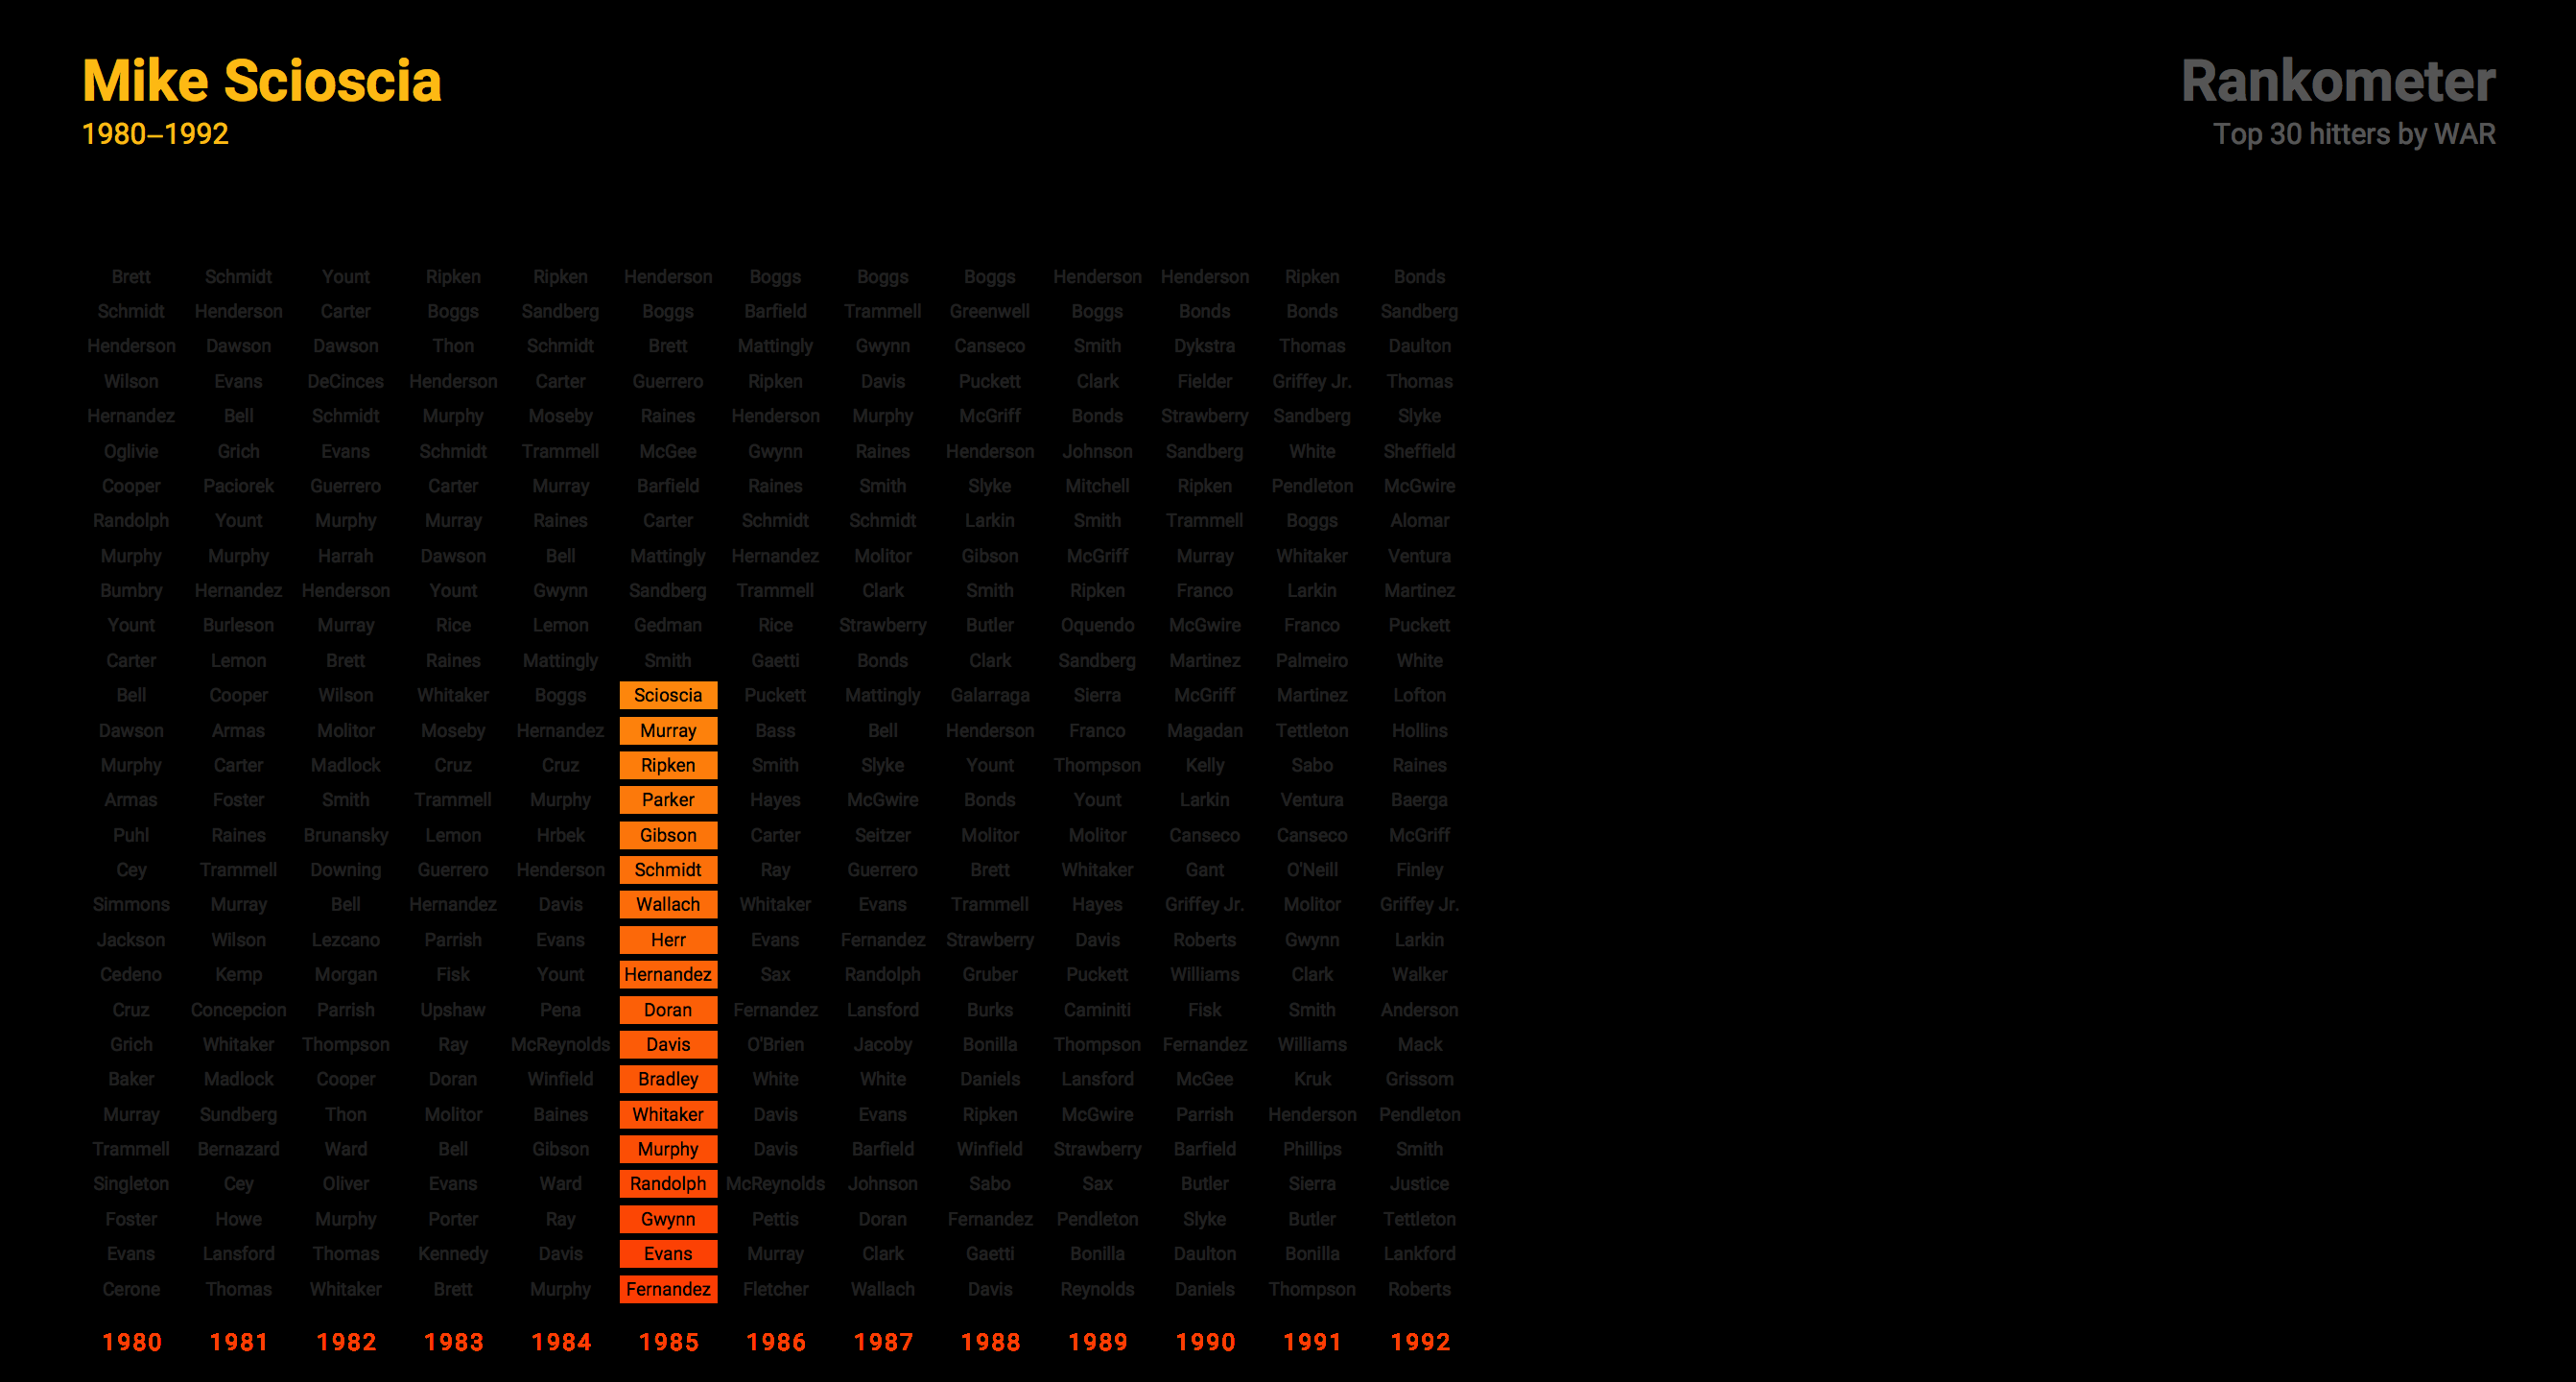 Mike Scioscia
1980–1992
Rankometer
Top 30 hitters by WAR
Brett Schmidt Yount Ripken Ripken Henderson Boggs Boggs Boggs Henderson Henderson Ripken Bonds
Schmidt Henderson Carter Boggs Sandberg Boggs Barfield Trammell Greenwell Boggs Bonds Bonds Sandberg
Henderson Dawson Dawson Thon Schmidt Brett Mattingly Gwynn Canseco Smith Dykstra Thomas Daulton
Wilson Evans DeCinces Henderson Carter Guerrero Ripken Davis Puckett Clark Fielder Griffey Jr. Thomas
Hernandez Bell Schmidt Murphy Moseby Raines Henderson Murphy McGriff Bonds Strawberry Sandberg Slyke
Oglivie Grich Evans Schmidt Trammell McGee Gwynn Raines Henderson Johnson Sandberg White Sheffield
Cooper Paciorek Guerrero Carter Murray Barfield Raines Smith Slyke Mitchell Ripken Pendleton McGwire
Randolph Yount Murphy Murray Raines Carter Schmidt Schmidt Larkin Smith Trammell Boggs Alomar
Murphy Murphy Harrah Dawson Bell Mattingly Hernandez Molitor Gibson McGriff Murray Whitaker Ventura
Bumbry Hernandez Henderson Yount Gwynn Sandberg Trammell Clark Smith Ripken Franco Larkin Martinez
Yount Burleson Murray Rice Lemon Gedman Rice Strawberry Butler Oquendo McGwire Franco Puckett
Carter Lemon Brett Raines Mattingly Smith Gaetti Bonds Clark Sandberg Martinez Palmeiro White
Bell Cooper Wilson Whitaker Boggs Scioscia Puckett Mattingly Galarraga Sierra McGriff Martinez Lofton
Dawson Armas Molitor Moseby Hernandez Murray Bass Bell Henderson Franco Magadan Tettleton Hollins
Murphy Carter Madlock Cruz Cruz Ripken Smith Slyke Yount Thompson Kelly Sabo Raines
Armas Foster Smith Trammell Murphy Parker Hayes McGwire Bonds Yount Larkin Ventura Baerga
Puhl Raines Brunansky Lemon Hrbek Gibson Carter Seitzer Molitor Molitor Canseco Canseco McGriff
Cey Trammell Downing Guerrero Henderson Schmidt Ray Guerrero Brett Whitaker Gant O'Neill Finley
Simmons Murray Bell Hernandez Davis Wallach Whitaker Evans Trammell Hayes Griffey Jr. Molitor Griffey Jr.
Jackson Wilson Lezcano Parrish Evans Herr Evans Fernandez Strawberry Davis Roberts Gwynn Larkin
Cedeno Kemp Morgan Fisk Yount Hernandez Sax Randolph Gruber Puckett Williams Clark Walker
Cruz Concepcion Parrish Upshaw Pena Doran Fernandez Lansford Burks Caminiti Fisk Smith Anderson
Grich Whitaker Thompson Ray McReynolds Davis O'Brien Jacoby Bonilla Thompson Fernandez Williams Mack
Baker Madlock Cooper Doran Winfield Bradley White White Daniels Lansford McGee Kruk Grissom
Murray Sundberg Thon Molitor Baines Whitaker Davis Evans Ripken McGwire Parrish Henderson Pendleton
Trammell Bernazard Ward Bell Gibson Murphy Davis Barfield Winfield Strawberry Barfield Phillips Smith
Singleton Cey Oliver Evans Ward Randolph McReynolds Johnson Sabo Sax Butler Sierra Justice
Foster Howe Murphy Porter Ray Gwynn Pettis Doran Fernandez Pendleton Slyke Butler Tettleton
Evans Lansford Thomas Kennedy Davis Evans Murray Clark Gaetti Bonilla Daulton Bonilla Lankford
Cerone Thomas Whitaker Brett Murphy Fernandez Fletcher Wallach Davis Reynolds Daniels Thompson Roberts
1980 1981 1982 1983 1984 1985 1986 1987 1988 1989 1990 1991 1992